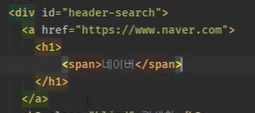 <div id="header-search">
<a href="https://www.naver.com">
<h1>
<span>네이버</span>
</h1>
</a>